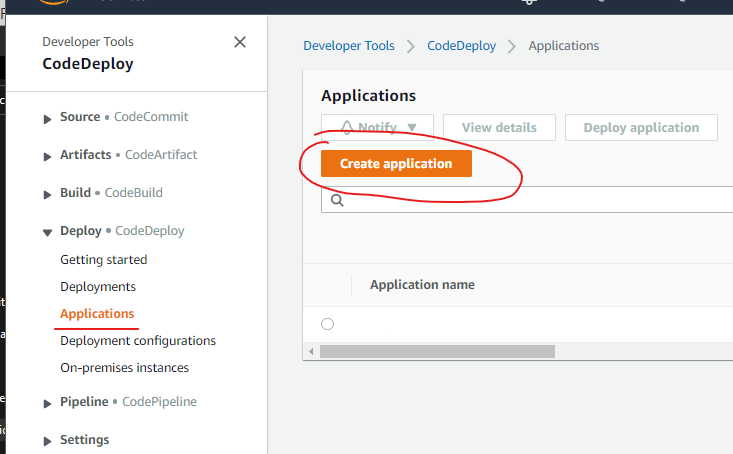 Developer Tools
CodeDeploy
Source • CodeCommit
Artifacts • CodeArtifact
Build • CodeBuild
Deploy • CodeDeploy
Getting started
Deployments
Applications
Deployment configurations
On-premises instances
Pipeline • CodePipeline
Settings
Developer Tools > CodeDeploy > Applications
Applications
Notify
View details
Deploy application
Create application
Application name